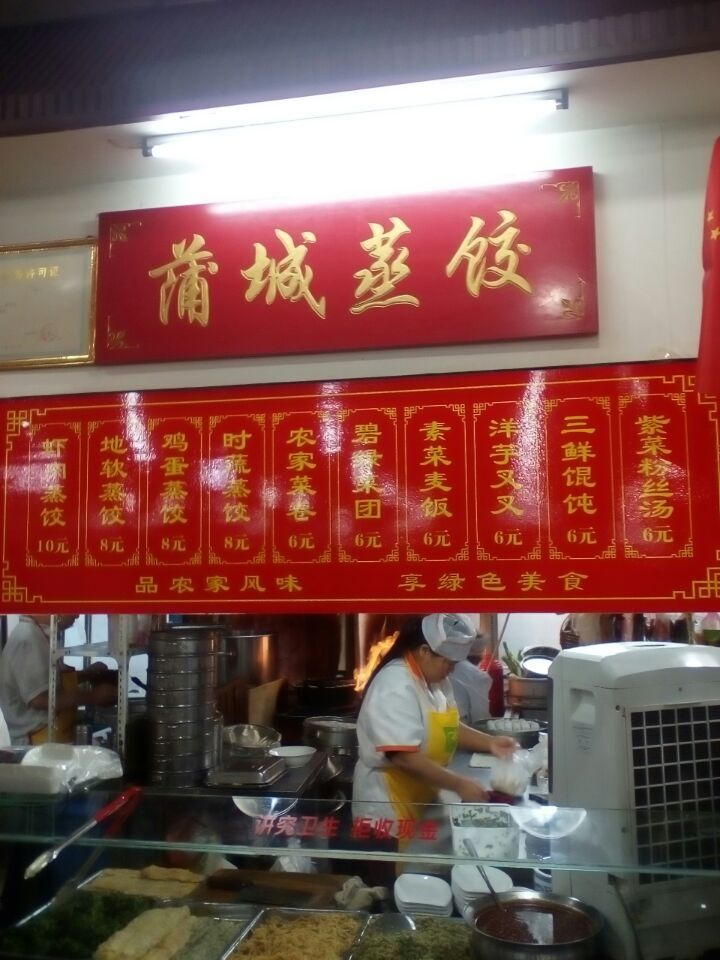 蒲城蒸饺
许可证
虾肉蒸饺 10元
地软蒸饺 8元
鸡蛋蒸饺 8元
时蔬蒸饺 8元
农家菜卷 6元
碧绿菜团 6元
素菜麦饭 6元
洋芋叉叉 6元
三鲜馄饨 6元
紫菜粉丝汤 6元
品农家风味 享绿色美食
讲究卫生 拒收现金